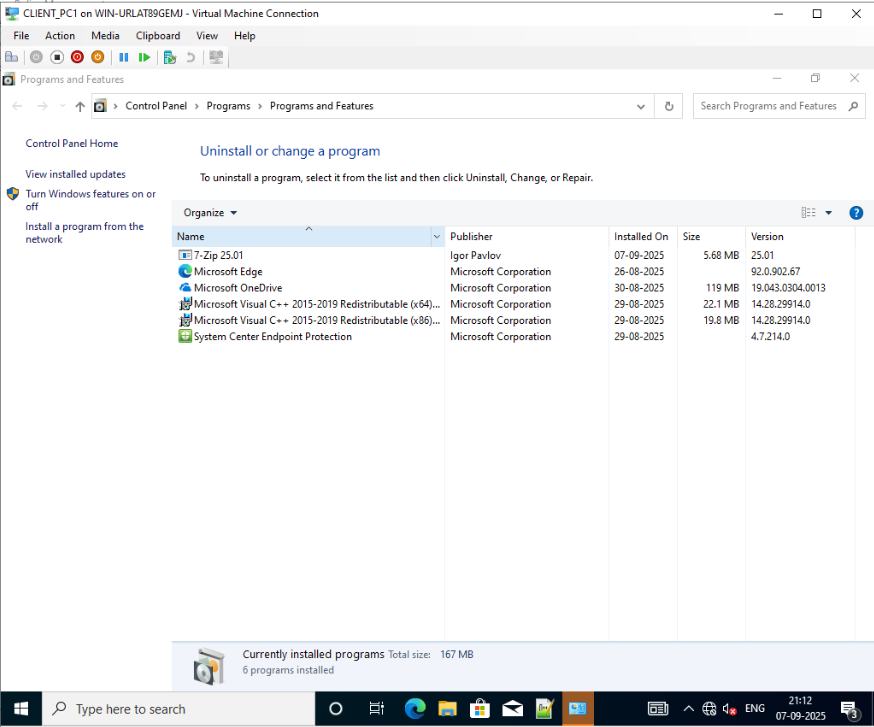 CLIENT_PC1 on WIN-URLAT89GEMJ - Virtual Machine Connection
File Action Media Clipboard View Help
Programs and Features
Control Panel > Programs > Programs and Features
Search Programs and Features
Control Panel Home
View installed updates
Turn Windows features on or
off
Install a program from the
network
Uninstall or change a program
To uninstall a program, select it from the list and then click Uninstall, Change, or Repair.
Organize
Name Publisher Installed On Size Version
7-Zip 25.01 Igor Pavlov 07-09-2025 5.68 MB 25.01
Microsoft Edge Microsoft Corporation 26-08-2025 92.0.902.67
Microsoft OneDrive Microsoft Corporation 30-08-2025 119 MB 19.043.0304.0013
Microsoft Visual C++ 2015-2019 Redistributable (x64)... Microsoft Corporation 29-08-2025 22.1 MB 14.28.29914.0
Microsoft Visual C++ 2015-2019 Redistributable (x86)... Microsoft Corporation 29-08-2025 19.8 MB 14.28.29914.0
System Center Endpoint Protection Microsoft Corporation 29-08-2025 4.7.214.0
Currently installed programs Total size: 167 MB
6 programs installed
Type here to search
ENG
21:12
07-09-2025
3